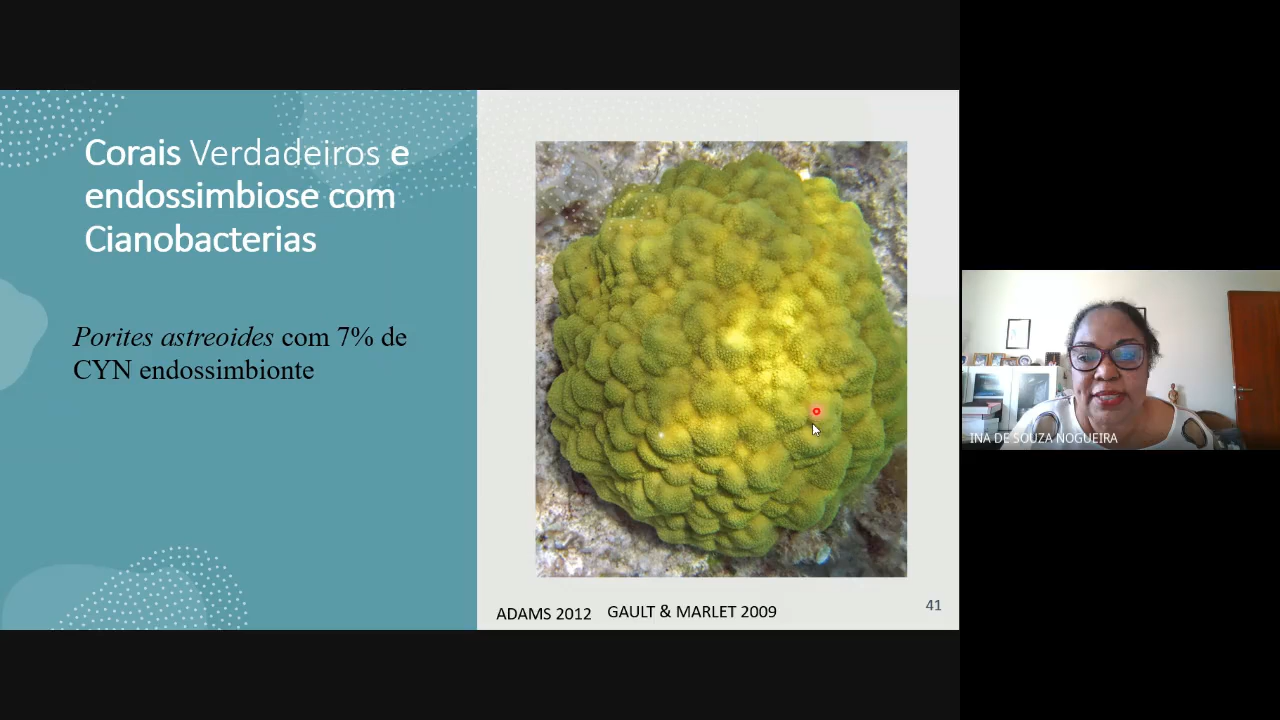 Corais Verdadeiros e
endossimbiose com
Cianobacterias
Porites astreoides com 7% de
CYN endossimbionte
ADAMS 2012 GAULT & MARLET 2009
41
INA DE SOUZA NOGUEIRA